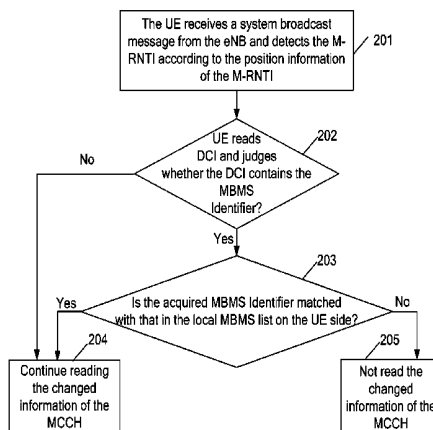 The UE receives a system broadcast
message from the eNB and detects the M-
RNTI according to the position information
of the M-RNTI
201
202
UE reads
DCI and judges
whether the DCI contains the
MBMS
Identifier?
No
Yes
203
Is the acquired MBMS Identifier matched
with that in the local MBMS list on the UE side?
Yes
No
204
Continue reading
the changed
information of the
MCCH
205
Not read the
changed
information of the
MCCH